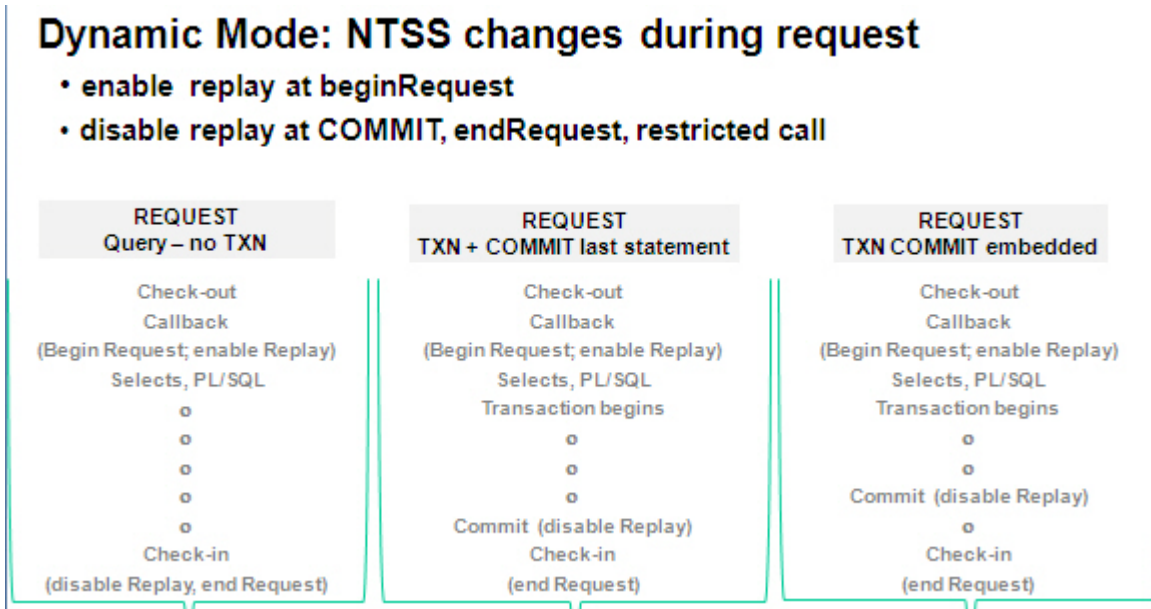 Dynamic Mode: NTSS changes during request
• enable replay at beginRequest
• disable replay at COMMIT, endRequest, restricted call
REQUEST
Query – no TXN
Check-out
Callback
(Begin Request; enable Replay)
Selects, PL/SQL
o
o
o
o
o
Check-in
(disable Replay, end Request)
REQUEST
TXN + COMMIT last statement
Check-out
Callback
(Begin Request; enable Replay)
Selects, PL/SQL
Transaction begins
o
o
o
Commit (disable Replay)
Check-in
(end Request)
REQUEST
TXN COMMIT embedded
Check-out
Callback
(Begin Request; enable Replay)
Selects, PL/SQL
Transaction begins
o
o
Commit (disable Replay)
o
Check-in
(end Request)